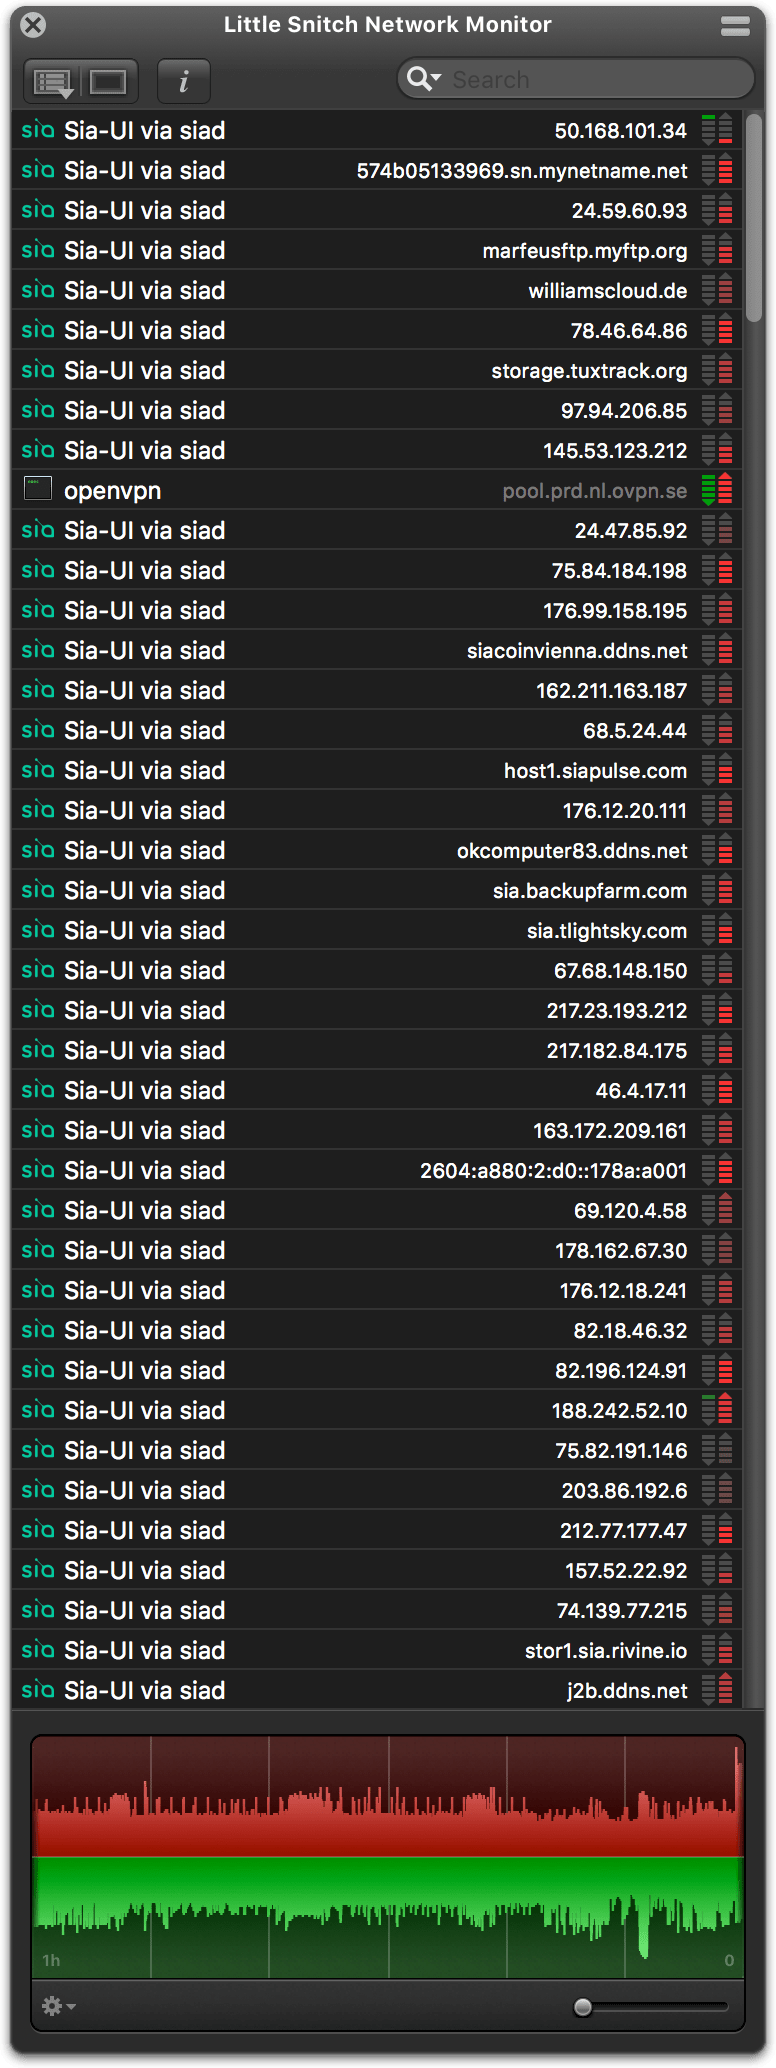 Little Snitch Network Monitor
i Search
sia Sia-UI via siad 50.168.101.34
sia Sia-UI via siad 574b05133969.sn.mynetname.net
sia Sia-UI via siad 24.59.60.93
sia Sia-UI via siad marfeusftp.myftp.org
sia Sia-UI via siad williamscloud.de
sia Sia-UI via siad 78.46.64.86
sia Sia-UI via siad storage.tuxtrack.org
sia Sia-UI via siad 97.94.206.85
sia Sia-UI via siad 145.53.123.212
openvpn pool.prd.nl.ovpn.se
sia Sia-UI via siad 24.47.85.92
sia Sia-UI via siad 75.84.184.198
sia Sia-UI via siad 176.99.158.195
sia Sia-UI via siad siacoinvienna.ddns.net
sia Sia-UI via siad 162.211.163.187
sia Sia-UI via siad 68.5.24.44
sia Sia-UI via siad host1.siapulse.com
sia Sia-UI via siad 176.12.20.111
sia Sia-UI via siad okcomputer83.ddns.net
sia Sia-UI via siad sia.backupfarm.com
sia Sia-UI via siad sia.tlightsky.com
sia Sia-UI via siad 67.68.148.150
sia Sia-UI via siad 217.23.193.212
sia Sia-UI via siad 217.182.84.175
sia Sia-UI via siad 46.4.17.11
sia Sia-UI via siad 163.172.209.161
sia Sia-UI via siad 2604:a880:2:d0::178a:a001
sia Sia-UI via siad 69.120.4.58
sia Sia-UI via siad 178.162.67.30
sia Sia-UI via siad 176.12.18.241
sia Sia-UI via siad 82.18.46.32
sia Sia-UI via siad 82.196.124.91
sia Sia-UI via siad 188.242.52.10
sia Sia-UI via siad 75.82.191.146
sia Sia-UI via siad 203.86.192.6
sia Sia-UI via siad 212.77.177.47
sia Sia-UI via siad 157.52.22.92
sia Sia-UI via siad 74.139.77.215
sia Sia-UI via siad stor1.sia.rivine.io
sia Sia-UI via siad j2b.ddns.net
1h 0